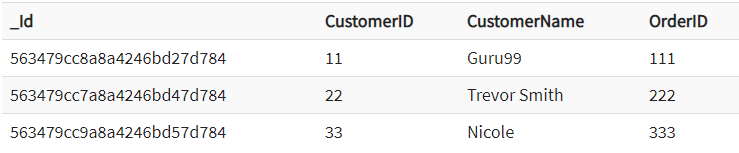 _Id CustomerID CustomerName OrderID
563479cc8a8a4246bd27d784 11 Guru99 111
563479cc7a8a4246bd47d784 22 Trevor Smith 222
563479cc9a8a4246bd57d784 33 Nicole 333